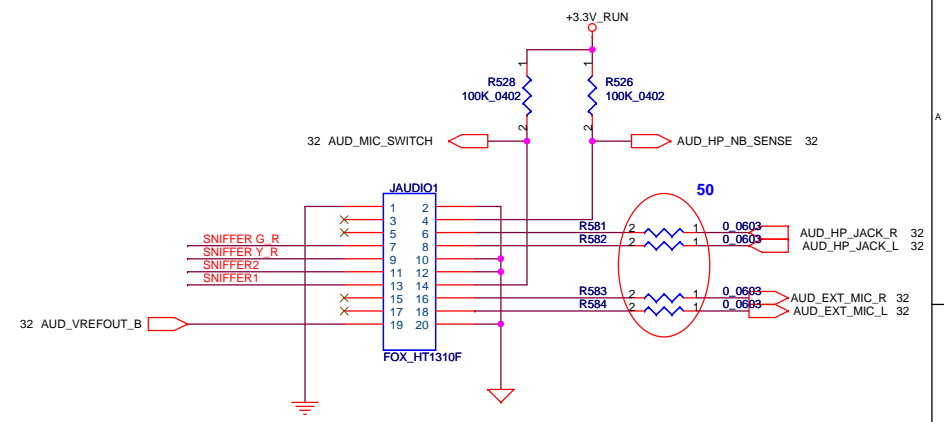 +3.3V_RUN
1 1
R528 R526
100K_0402 100K_0402
2 2
32 AUD_MIC_SWITCH AUD_HP_NB_SENSE 32
A
JAUDIO1 50
1 2
3 4
5 6 R581 2 1 0_0603 AUD_HP_JACK_R 32
SNIFFER G_R 7 8 R582 2 1 0_0603 AUD_HP_JACK_L 32
SNIFFER Y_R 9 10
SNIFFER2 11 12
SNIFFER1 13 14
15 16 R583 2 1 0_0603 AUD_EXT_MIC_R 32
17 18 R584 2 1 0_0603 AUD_EXT_MIC_L 32
32 AUD_VREFOUT_B 19 20
FOX_HT1310F